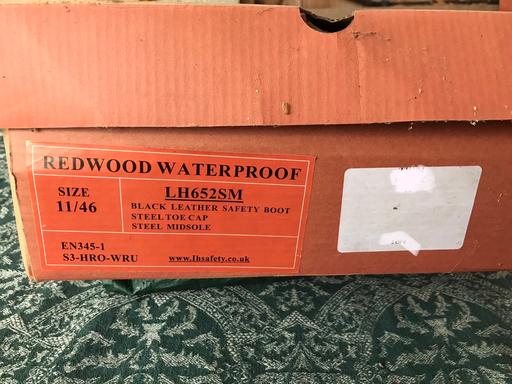 REDWOOD WATERPROOF
SIZE
11/46
LH652SM
BLACK LEATHER SAFETY BOOT
STEEL TOE CAP
STEEL MIDSOLE
EN345-1
S3-HRO-WRU
www.lhsafety.co.uk